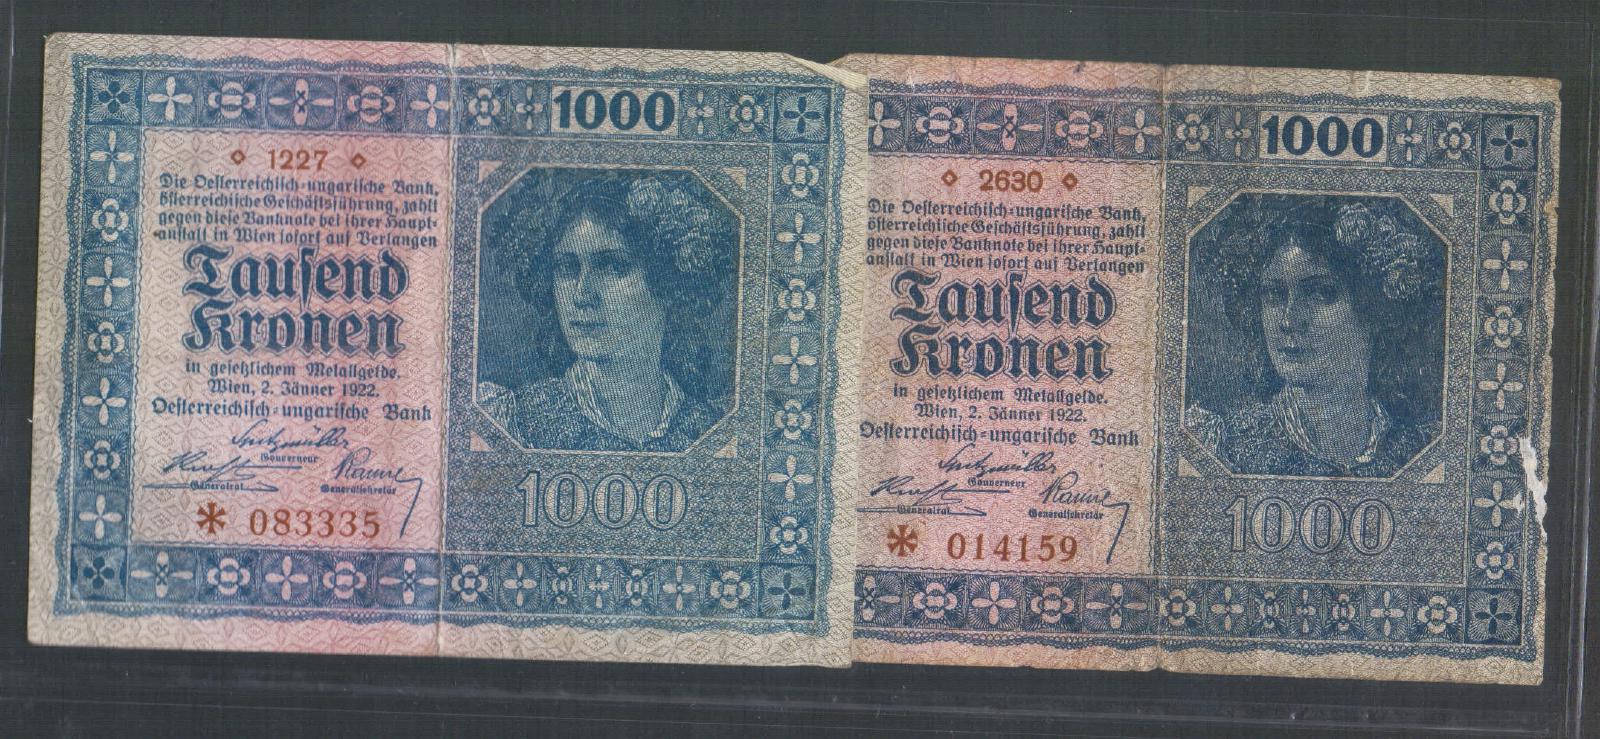 1000
◇ 1227 ◇
Die Oesterreichisch-ungarische Bank,
österreichische Geschäftsführung, zahlt
gegen diese Banknote bei ihrer Haupt-
anstalt in Wien sofort auf Verlangen
Tausend
Kronen
in gesetzlichem Metallgelde.
Wien, 2. Jänner 1922.
Oesterreichisch-ungarische Bank
Spitzmüller
Gouverneur
Generalrat
Generalsekretär
* 083335
1000
1000
◇ 2630 ◇
Die Oesterreichisch-ungarische Bank,
österreichische Geschäftsführung, zahlt
gegen diese Banknote bei ihrer Haupt-
anstalt in Wien sofort auf Verlangen
Tausend
Kronen
in gesetzlichem Metallgelde.
Wien, 2. Jänner 1922.
Oesterreichisch-ungarische Bank
Spitzmüller
Gouverneur
Generalrat
Generalsekretär
* 014159
1000